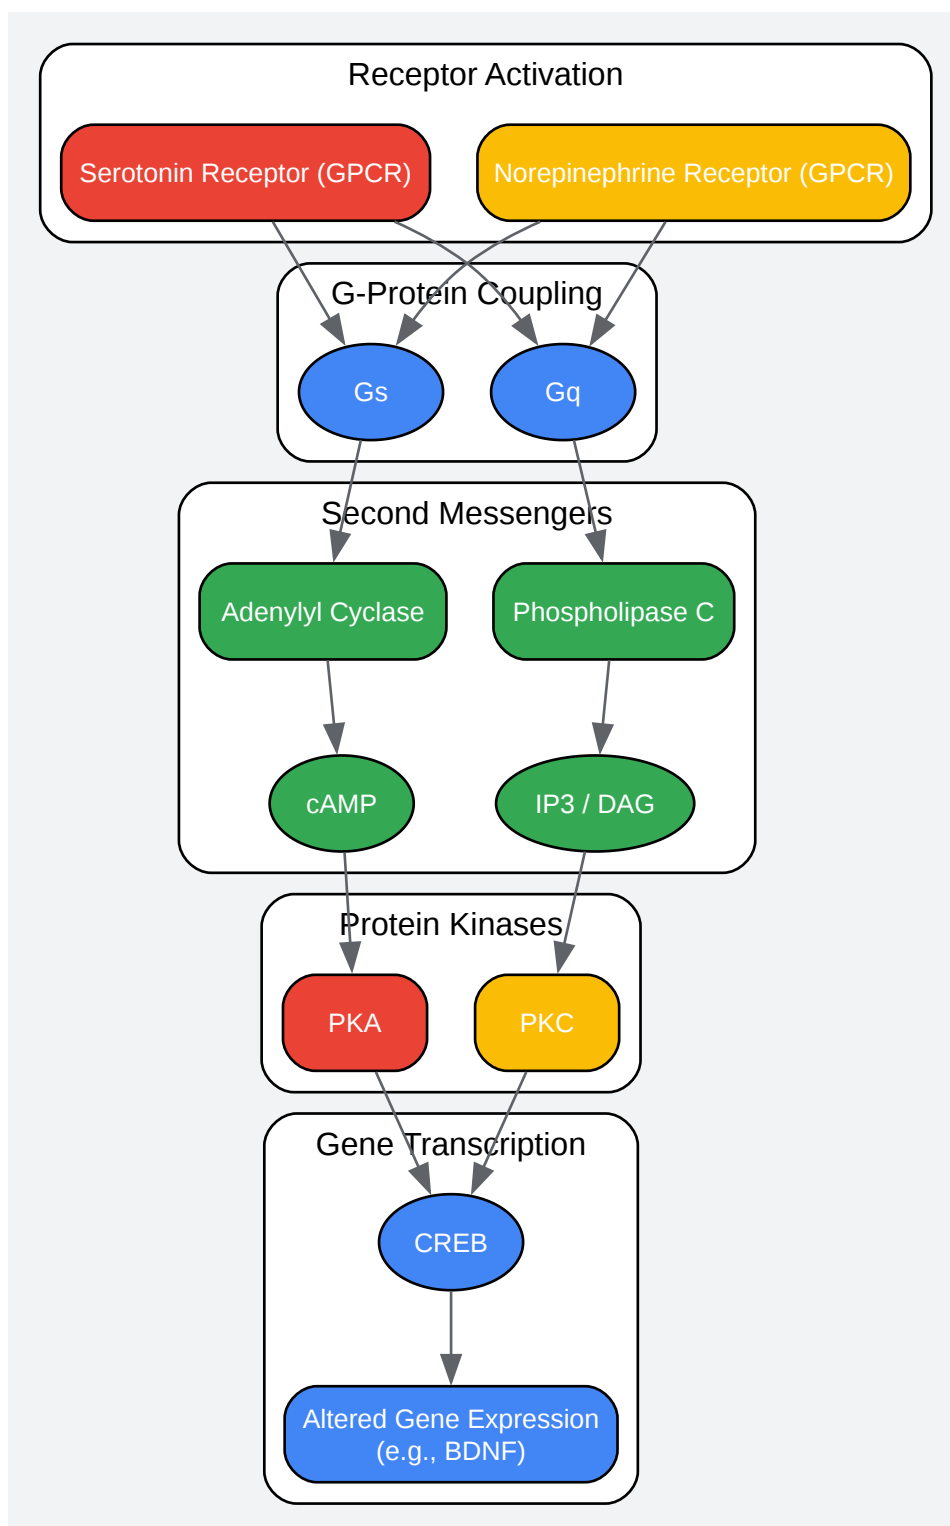 Receptor Activation
Serotonin Receptor (GPCR)
Norepinephrine Receptor (GPCR)
G-Protein Coupling
Gs
Gq
Second Messengers
Adenylyl Cyclase
Phospholipase C
cAMP
IP3 / DAG
Protein Kinases
PKA
PKC
Gene Transcription
CREB
Altered Gene Expression
(e.g., BDNF)